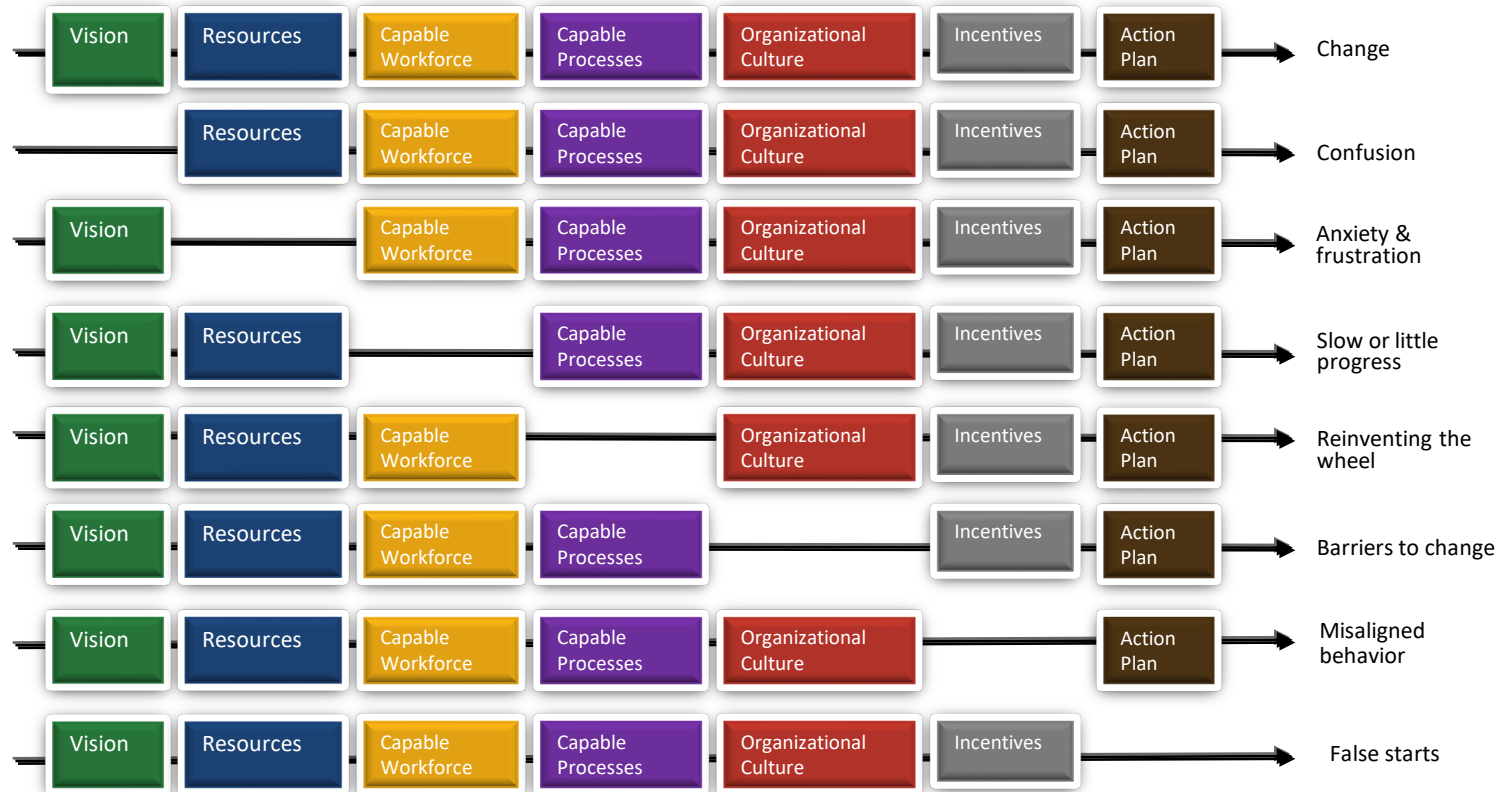 Vision
Resources
Capable
Workforce
Capable
Processes
Organizational
Culture
Incentives
Action
Plan
Change
Resources
Capable
Workforce
Capable
Processes
Organizational
Culture
Incentives
Action
Plan
Confusion
Vision
Capable
Workforce
Capable
Processes
Organizational
Culture
Incentives
Action
Plan
Anxiety &
frustration
Vision
Resources
Capable
Processes
Organizational
Culture
Incentives
Action
Plan
Slow or little
progress
Vision
Resources
Capable
Workforce
Organizational
Culture
Incentives
Action
Plan
Reinventing the
wheel
Vision
Resources
Capable
Workforce
Capable
Processes
Incentives
Action
Plan
Barriers to change
Vision
Resources
Capable
Workforce
Capable
Processes
Organizational
Culture
Action
Plan
Misaligned
behavior
Vision
Resources
Capable
Workforce
Capable
Processes
Organizational
Culture
Incentives
False starts